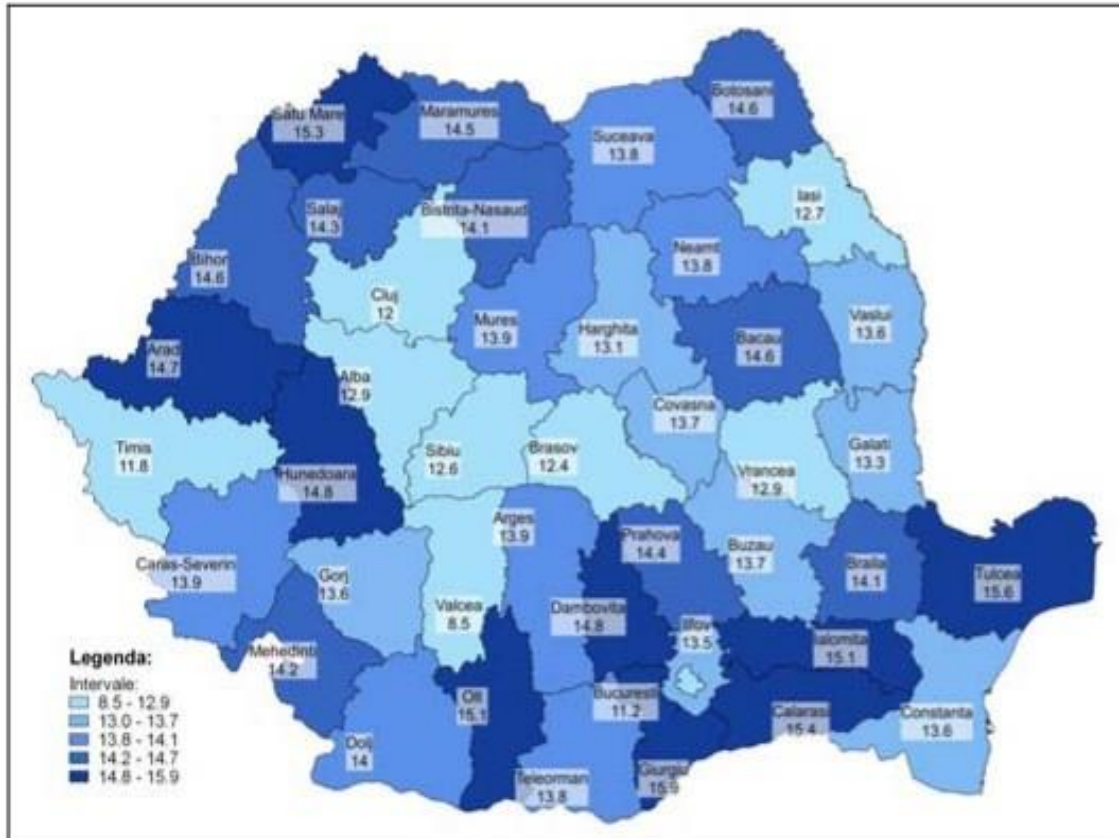 Botosani
14.6
Satu Mare
15.3
Maramures
14.5
Suceava
13.8
Iasi
12.7
Salaj
14.3
Bistrita-Nasaud
14.1
Neamt
13.8
Bihor
14.6
Cluj
12
Mures
13.9
Harghita
13.1
Bacau
14.6
Vaslui
13.6
Arad
14.7
Alba
12.9
Covasna
13.7
Timis
11.8
Sibiu
12.6
Brasov
12.4
Vrancea
12.9
Galati
13.3
Hunedoara
14.8
Arges
13.9
Prahova
14.4
Buzau
13.7
Braila
14.1
Tulcea
15.6
Caras-Severin
13.9
Gorj
13.6
Valcea
8.5
Dambovita
14.8
Ilfov
13.5
Ialomita
15.1
Mehedinti
14.2
Olt
15.1
Bucuresti
11.2
Calarasi
15.4
Constanta
13.6
Dolj
14
Teleorman
13.8
Giurgiu
15.9
Legenda:
Intervale:
8.5 - 12.9
13.0 - 13.7
13.8 - 14.1
14.2 - 14.7
14.8 - 15.9